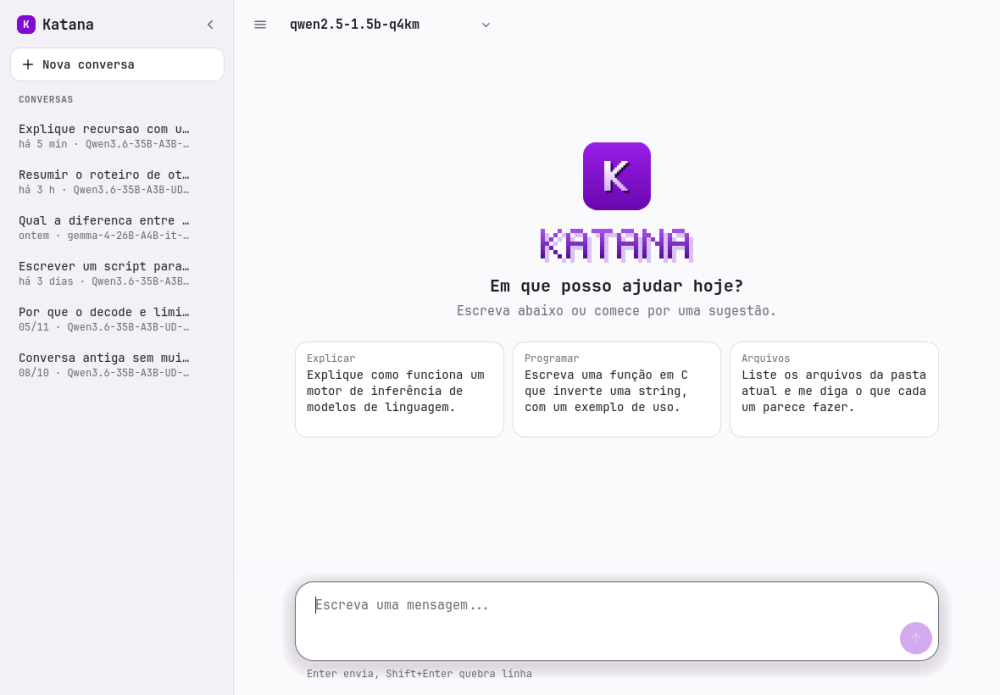 K Katana
Nova conversa
CONVERSAS
Explique recursao com u…
há 5 min · Qwen3.6-35B-A3B-…
Resumir o roteiro de ot…
há 3 h · Qwen3.6-35B-A3B-UD…
Qual a diferenca entre …
ontem · gemma-4-26B-A4B-it-…
Escrever um script para…
há 3 dias · Qwen3.6-35B-A3B…
Por que o decode e limi…
05/11 · Qwen3.6-35B-A3B-UD-…
Conversa antiga sem mui…
08/10 · Qwen3.6-35B-A3B-UD-…
qwen2.5-1.5b-q4km
K
KATANA
Em que posso ajudar hoje?
Escreva abaixo ou comece por uma sugestão.
Explicar
Explique como funciona um
motor de inferência de
modelos de linguagem.
Programar
Escreva uma função em C
que inverte uma string,
com um exemplo de uso.
Arquivos
Liste os arquivos da pasta
atual e me diga o que cada
um parece fazer.
Escreva uma mensagem...
Enter envia, Shift+Enter quebra linha